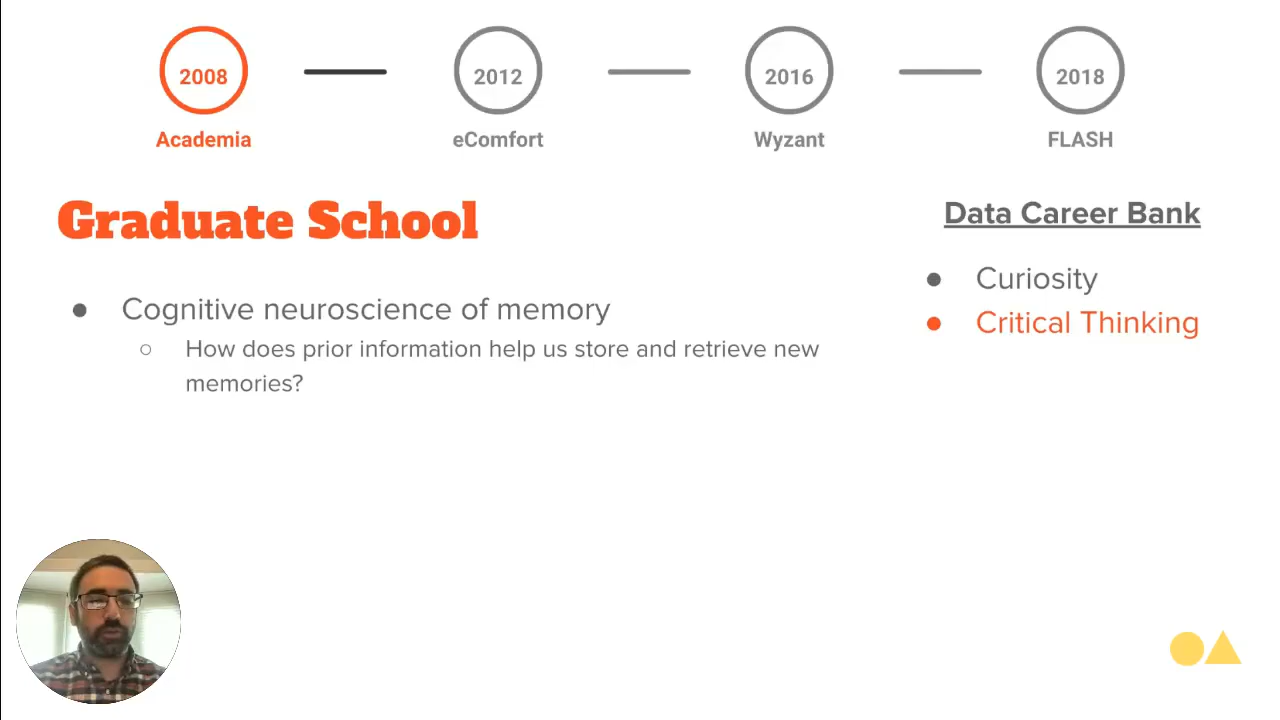 2008
2012
2016
2018
Academia
eComfort
Wyzant
FLASH
Graduate School
Data Career Bank
● Cognitive neuroscience of memory
○ How does prior information help us store and retrieve new
memories?
● Curiosity
● Critical Thinking